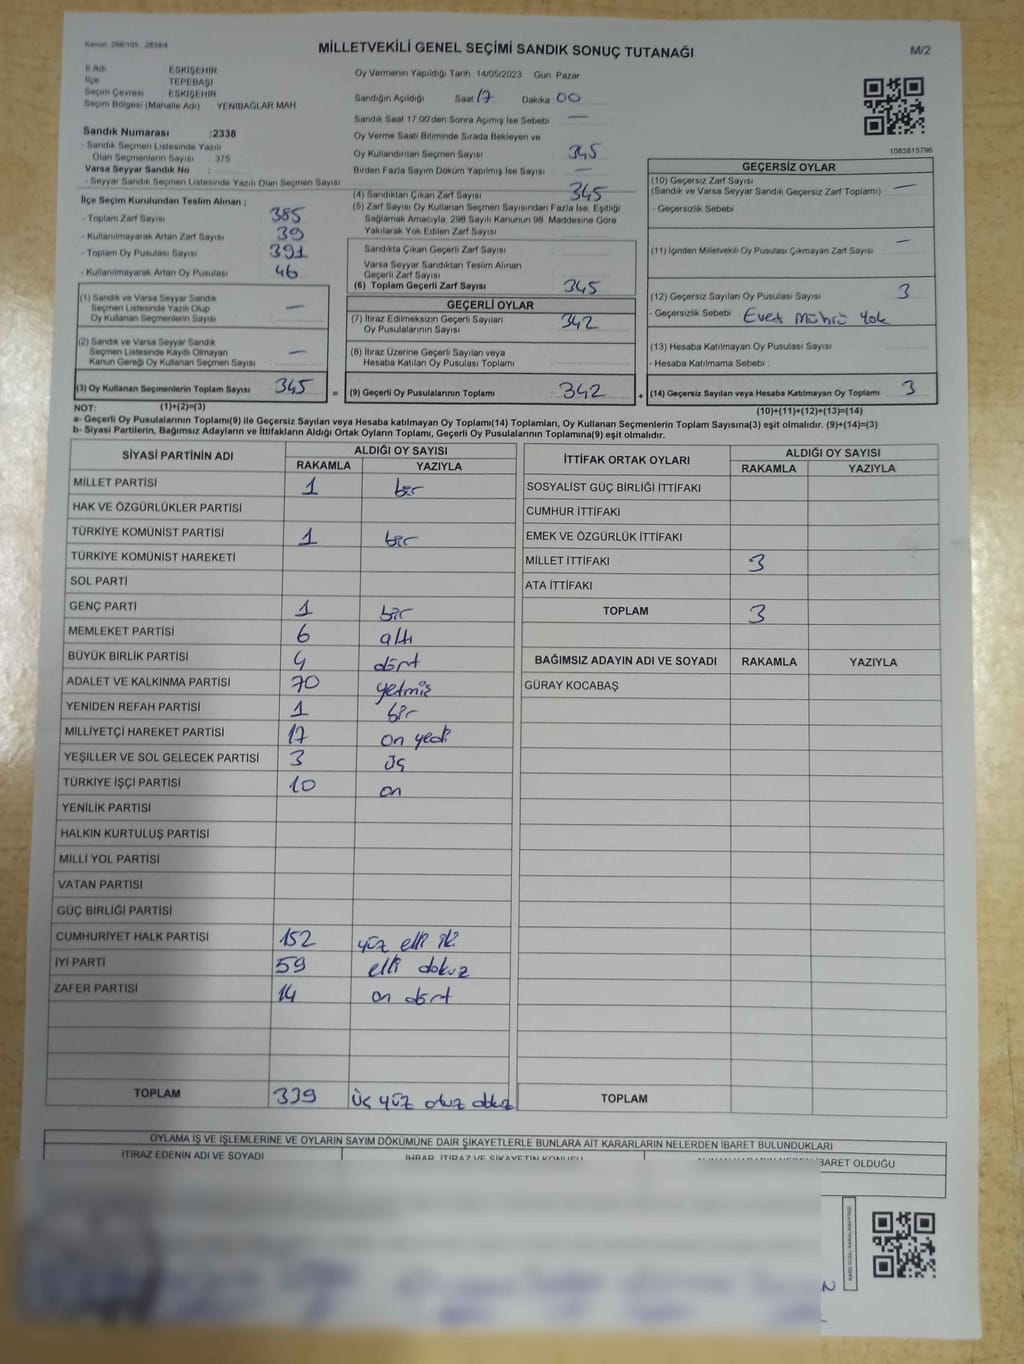 Kanun: 298/105 - 2839/4
MİLLETVEKİLİ GENEL SEÇİMİ SANDIK SONUÇ TUTANAĞI
M/2
İl Adı ESKİŞEHİR
İlçe TEPEBAŞI
Seçim Çevresi ESKİŞEHİR
Seçim Bölgesi (Mahalle Adı) YENİBAĞLAR MAH
Sandık Numarası :2338
- Sandık Seçmen Listesinde Yazılı
Olan Seçmenlerin Sayısı : 375
Varsa Seyyar Sandık No
- Seyyar Sandık Seçmen Listesinde Yazılı Olan Seçmen Sayısı
İlçe Seçim Kurulundan Teslim Alınan ;
- Toplam Zarf Sayısı 385
- Kullanılmayarak Artan Zarf Sayısı 39
- Toplam Oy Pusulası Sayısı 391
- Kullanılmayarak Artan Oy Pusulası 46
(1) Sandık ve Varsa Seyyar Sandık
Seçmen Listesinde Yazılı Olup
Oy Kullanan Seçmenlerin Sayısı —
(2) Sandık ve Varsa Seyyar Sandık
Seçmen Listesinde Kayıtlı Olmayan
Kanun Gereği Oy Kullanan Seçmen Sayısı —
(3) Oy Kullanan Seçmenlerin Toplam Sayısı 345 =
Oy Vermenin Yapıldığı Tarih 14/05/2023 Gün Pazar
Sandığın Açıldığı Saat 17 Dakika 00
Sandık Saat 17:00'den Sonra Açılmış İse Sebebi —
Oy Verme Saati Bitiminde Sırada Bekleyen ve
Oy Kullandırılan Seçmen Sayısı 345
Birden Fazla Sayım Döküm Yapılmış İse Sayısı —
(4) Sandıktan Çıkan Zarf Sayısı 345
(5) Zarf Sayısı Oy Kullanan Seçmen Sayısından Fazla İse, Eşitliği
Sağlamak Amacıyla, 298 Sayılı Kanunun 98. Maddesine Göre
Yakılarak Yok Edilen Zarf Sayısı
Sandıkta Çıkan Geçerli Zarf Sayısı
Varsa Seyyar Sandıktan Teslim Alınan
Geçerli Zarf Sayısı
(6) Toplam Geçerli Zarf Sayısı 345
GEÇERLİ OYLAR
(7) İtiraz Edilmeksizin Geçerli Sayılan
Oy Pusulalarının Sayısı 342
(8) İtiraz Üzerine Geçerli Sayılan veya
Hesaba Katılan Oy Pusulası Toplamı
(9) Geçerli Oy Pusulalarının Toplamı 342 +
1083815796
GEÇERSİZ OYLAR
(10) Geçersiz Zarf Sayısı
(Sandık ve Varsa Seyyar Sandık Geçersiz Zarf Toplamı) —
- Geçersizlik Sebebi
(11) İçinden Milletvekili Oy Pusulası Çıkmayan Zarf Sayısı —
(12) Geçersiz Sayılan Oy Pusulası Sayısı 3
- Geçersizlik Sebebi Evet Mührü Yok
(13) Hesaba Katılmayan Oy Pusulası Sayısı
- Hesaba Katılmama Sebebi
(14) Geçersiz Sayılan veya Hesaba Katılmayan Oy Toplamı 3
NOT: (1)+(2)=(3)
(10)+(11)+(12)+(13)=(14)
a- Geçerli Oy Pusulalarının Toplamı(9) ile Geçersiz Sayılan veya Hesaba katılmayan Oy Toplamı(14) Toplamları, Oy Kullanan Seçmenlerin Toplam Sayısına(3) eşit olmalıdır. (9)+(14)=(3)
b- Siyasi Partilerin, Bağımsız Adayların ve İttifakların Aldığı Ortak Oyların Toplamı, Geçerli Oy Pusulalarının Toplamına(9) eşit olmalıdır.
SİYASİ PARTİNİN ADI ALDIĞI OY SAYISI
RAKAMLA YAZIYLA
MİLLET PARTİSİ 1 bir
HAK VE ÖZGÜRLÜKLER PARTİSİ
TÜRKİYE KOMÜNİST PARTİSİ 1 bir
TÜRKİYE KOMÜNİST HAREKETİ
SOL PARTİ
GENÇ PARTİ 1 bir
MEMLEKET PARTİSİ 6 altı
BÜYÜK BİRLİK PARTİSİ 4 dört
ADALET VE KALKINMA PARTİSİ 70 yetmiş
YENİDEN REFAH PARTİSİ 1 bir
MİLLİYETÇİ HAREKET PARTİSİ 17 on yedi
YEŞİLLER VE SOL GELECEK PARTİSİ 3 üç
TÜRKİYE İŞÇİ PARTİSİ 10 on
YENİLİK PARTİSİ
HALKIN KURTULUŞ PARTİSİ
MİLLİ YOL PARTİSİ
VATAN PARTİSİ
GÜÇ BİRLİĞİ PARTİSİ
CUMHURİYET HALK PARTİSİ 152 yüz elli iki
İYİ PARTİ 59 elli dokuz
ZAFER PARTİSİ 14 on dört
TOPLAM 339 üç yüz otuz dokuz
İTTİFAK ORTAK OYLARI ALDIĞI OY SAYISI
RAKAMLA YAZIYLA
SOSYALİST GÜÇ BİRLİĞİ İTTİFAKI
CUMHUR İTTİFAKI
EMEK VE ÖZGÜRLÜK İTTİFAKI
MİLLET İTTİFAKI 3
ATA İTTİFAKI
TOPLAM 3
BAĞIMSIZ ADAYIN ADI VE SOYADI RAKAMLA YAZIYLA
GÜRAY KOCABAŞ
TOPLAM
OYLAMA İŞ VE İŞLEMLERİNE VE OYLARIN SAYIM DÖKÜMÜNE DAİR ŞİKAYETLERLE BUNLARA AİT KARARLARIN NELERDEN İBARET BULUNDUKLARI
İTİRAZ EDENİN ADI VE SOYADI İHBAR, İTİRAZ VE ŞİKAYETİN KONUSU İBARET OLDUĞU